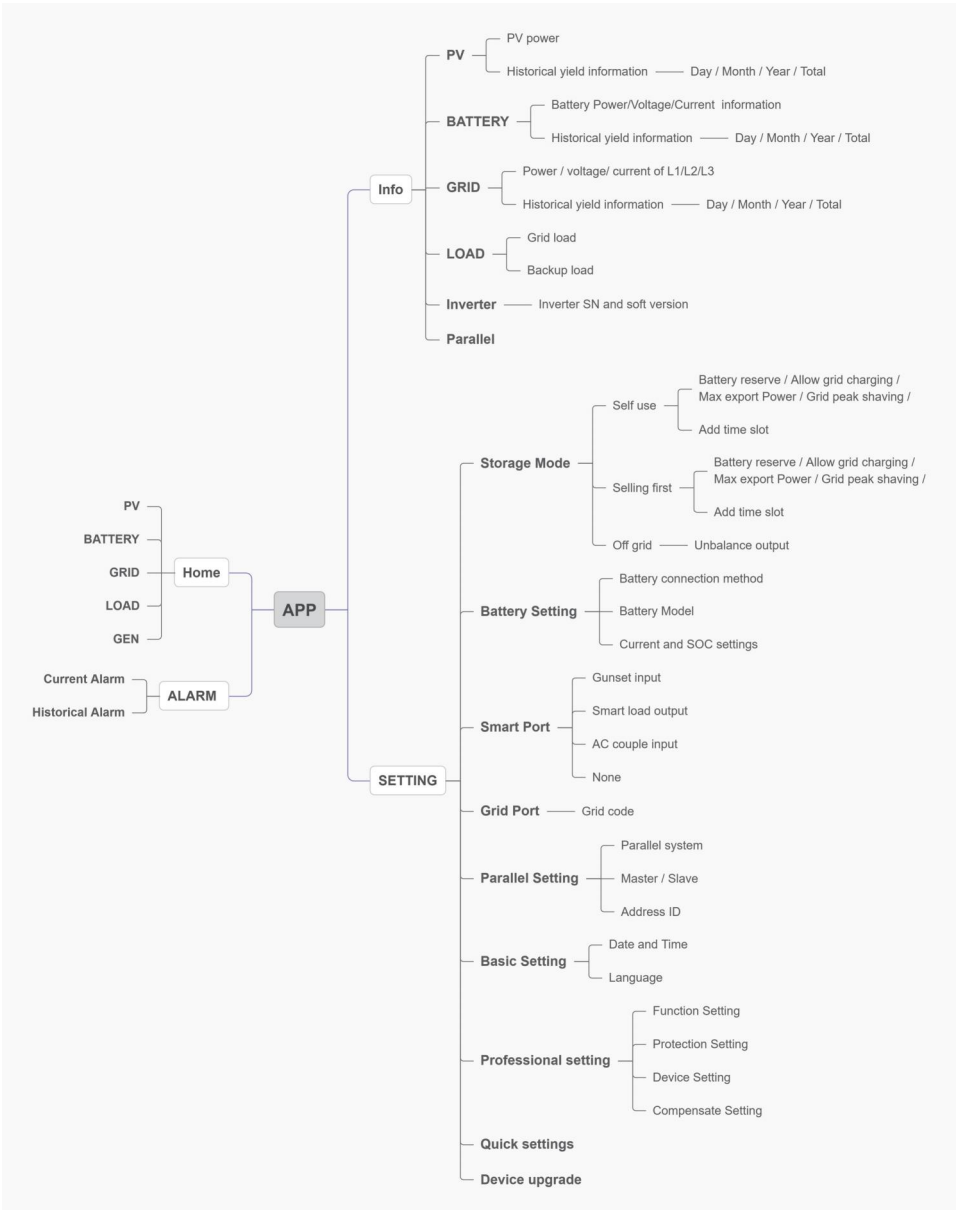 APP
Home
PV
BATTERY
GRID
LOAD
GEN
ALARM
Current Alarm
Historical Alarm
Info
PV
PV power
Historical yield information
Day / Month / Year / Total
BATTERY
Battery Power/Voltage/Current information
Historical yield information
Day / Month / Year / Total
GRID
Power / voltage/ current of L1/L2/L3
Historical yield information
Day / Month / Year / Total
LOAD
Grid load
Backup load
Inverter
Inverter SN and soft version
Parallel
SETTING
Storage Mode
Self use
Battery reserve / Allow grid charging /
Max export Power / Grid peak shaving /
Add time slot
Selling first
Battery reserve / Allow grid charging /
Max export Power / Grid peak shaving /
Add time slot
Off grid
Unbalance output
Battery Setting
Battery connection method
Battery Model
Current and SOC settings
Smart Port
Gunset input
Smart load output
AC couple input
None
Grid Port
Grid code
Parallel Setting
Parallel system
Master / Slave
Address ID
Basic Setting
Date and Time
Language
Professional setting
Function Setting
Protection Setting
Device Setting
Compensate Setting
Quick settings
Device upgrade